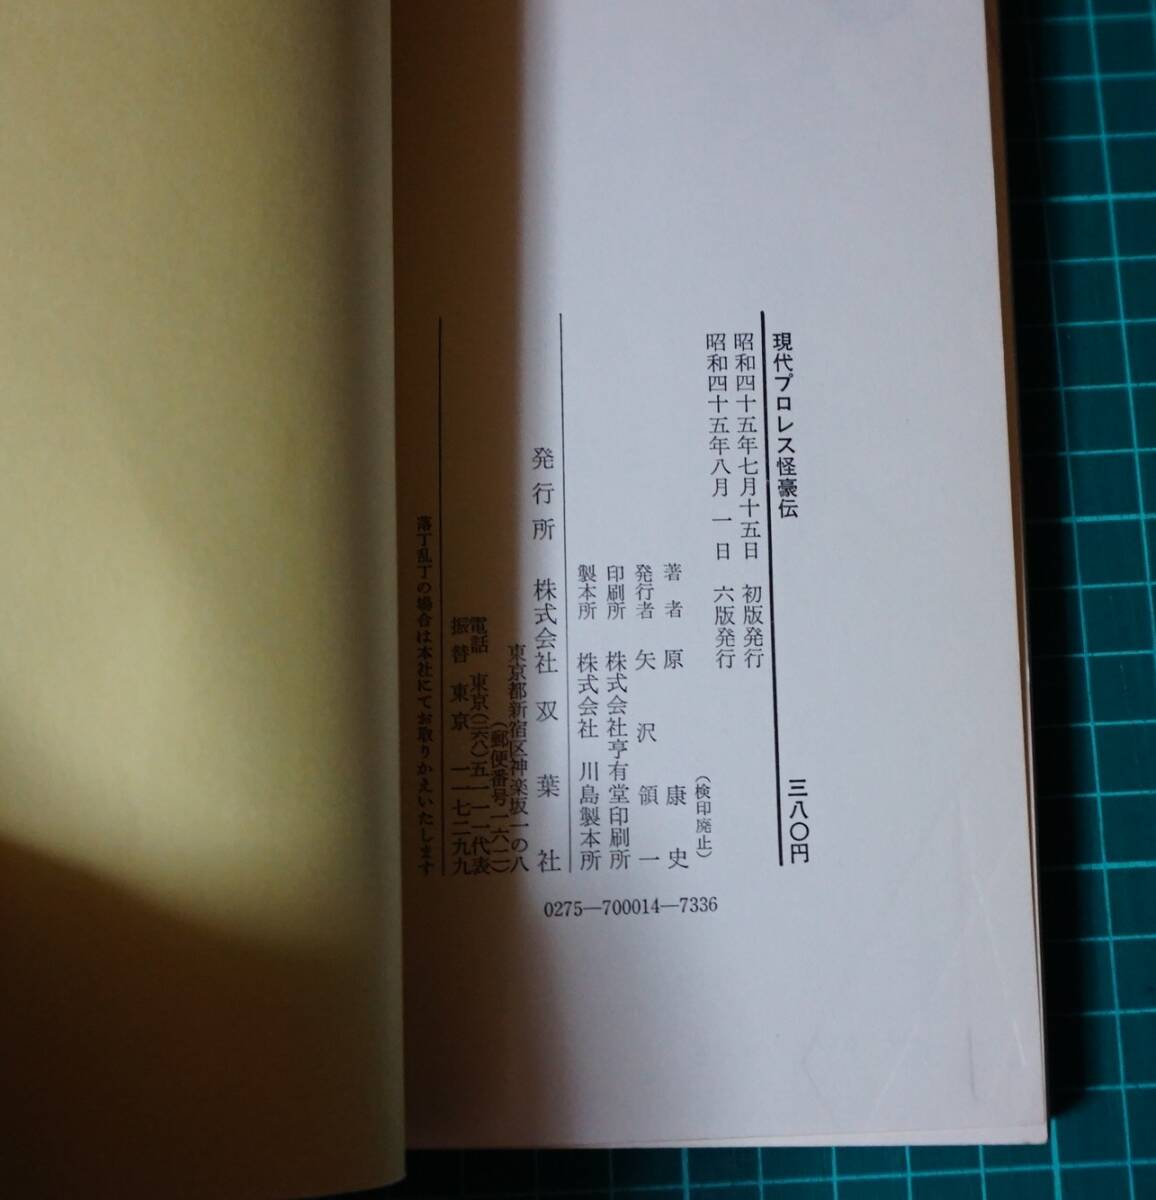 現代プロレス怪豪伝
三八〇円
昭和四十五年七月十五日　初版発行
昭和四十五年八月一日　六版発行
（検印廃止）
著者　原　康史
発行者　矢沢領一
印刷所　株式会社亨有堂印刷所
製本所　株式会社　川島製本所
発行所　株式会社　双葉社
東京都新宿区神楽坂一の八
（郵便番号一六二）
電話　東京（二六八）五一一一代表
振替　東京　一一七二九九
落丁乱丁の場合は本社にてお取りかえいたします
0275—700014—7336